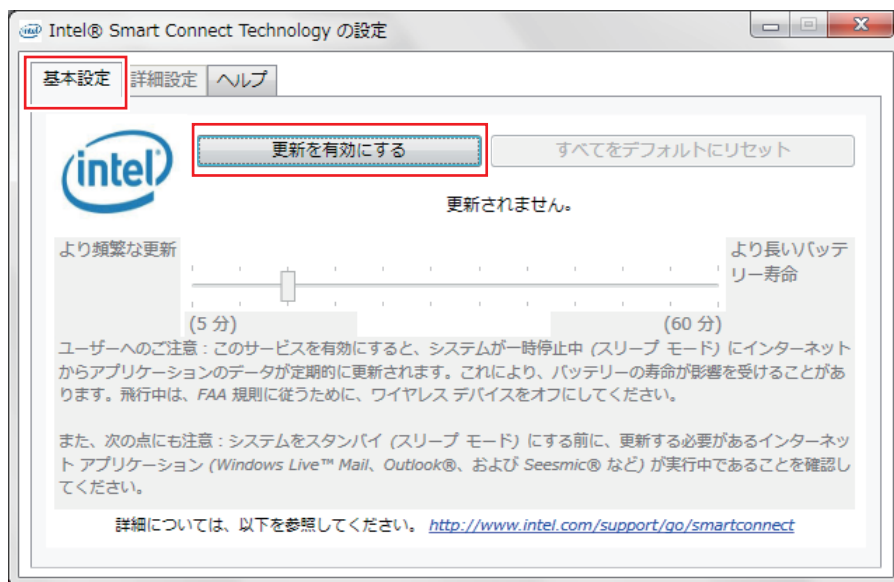 Intel® Smart Connect Technology の設定
基本設定 詳細設定 ヘルプ
intel
更新を有効にする すべてをデフォルトにリセット
更新されません。
より頻繁な更新
より長いバッテ
リー寿命
(5 分) (60 分)
ユーザーへのご注意 : このサービスを有効にすると、システムが一時停止中 (スリープ モード) にインターネット
からアプリケーションのデータが定期的に更新されます。これにより、バッテリーの寿命が影響を受けることがあ
ります。飛行中は、FAA 規則に従うために、ワイヤレス デバイスをオフにしてください。
また、次の点にも注意 : システムをスタンバイ (スリープ モード) にする前に、更新する必要があるインターネッ
ト アプリケーション (Windows Live™ Mail、Outlook®、および Seesmic® など) が実行中であることを確認し
てください。
詳細については、以下を参照してください。 http://www.intel.com/support/go/smartconnect